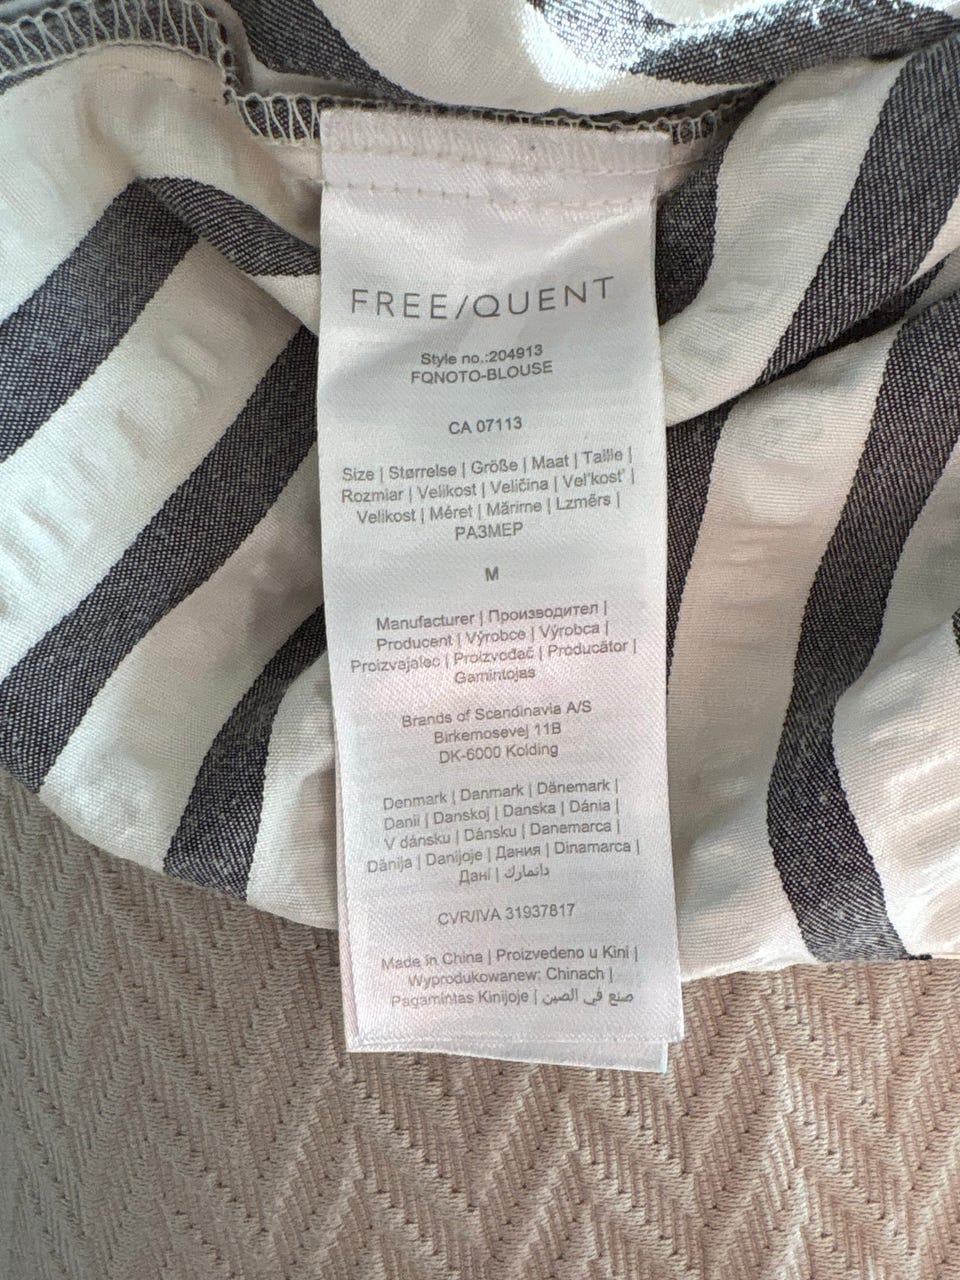 FREE/QUENT
Style no.:204913
FQNOTO-BLOUSE
CA 07113
Size | Størrelse | Größe | Maat | Taille |
Rozmiar | Velikost | Veličina | Vel'kost' |
Velikost | Méret | Mărime | Lzmērs |
РАЗМЕР
M
Manufacturer | Производител |
Producent | Výrobce | Výrobca |
Proizvajalec | Proizvođač | Producător |
Gamintojas
Brands of Scandinavia A/S
Birkemosevej 11B
DK-6000 Kolding
Denmark | Danmark | Dänemark |
Danii | Danskoj | Danska | Dánia |
V dánsku | Dánsku | Danemarca |
Dānija | Danijoje | Дания | Dinamarca |
Дані | دانمارك
CVR/IVA 31937817
Made in China | Proizvedeno u Kini |
Wyprodukowanew: Chinach |
Pagamintas Kinijoje | صنع في الصين